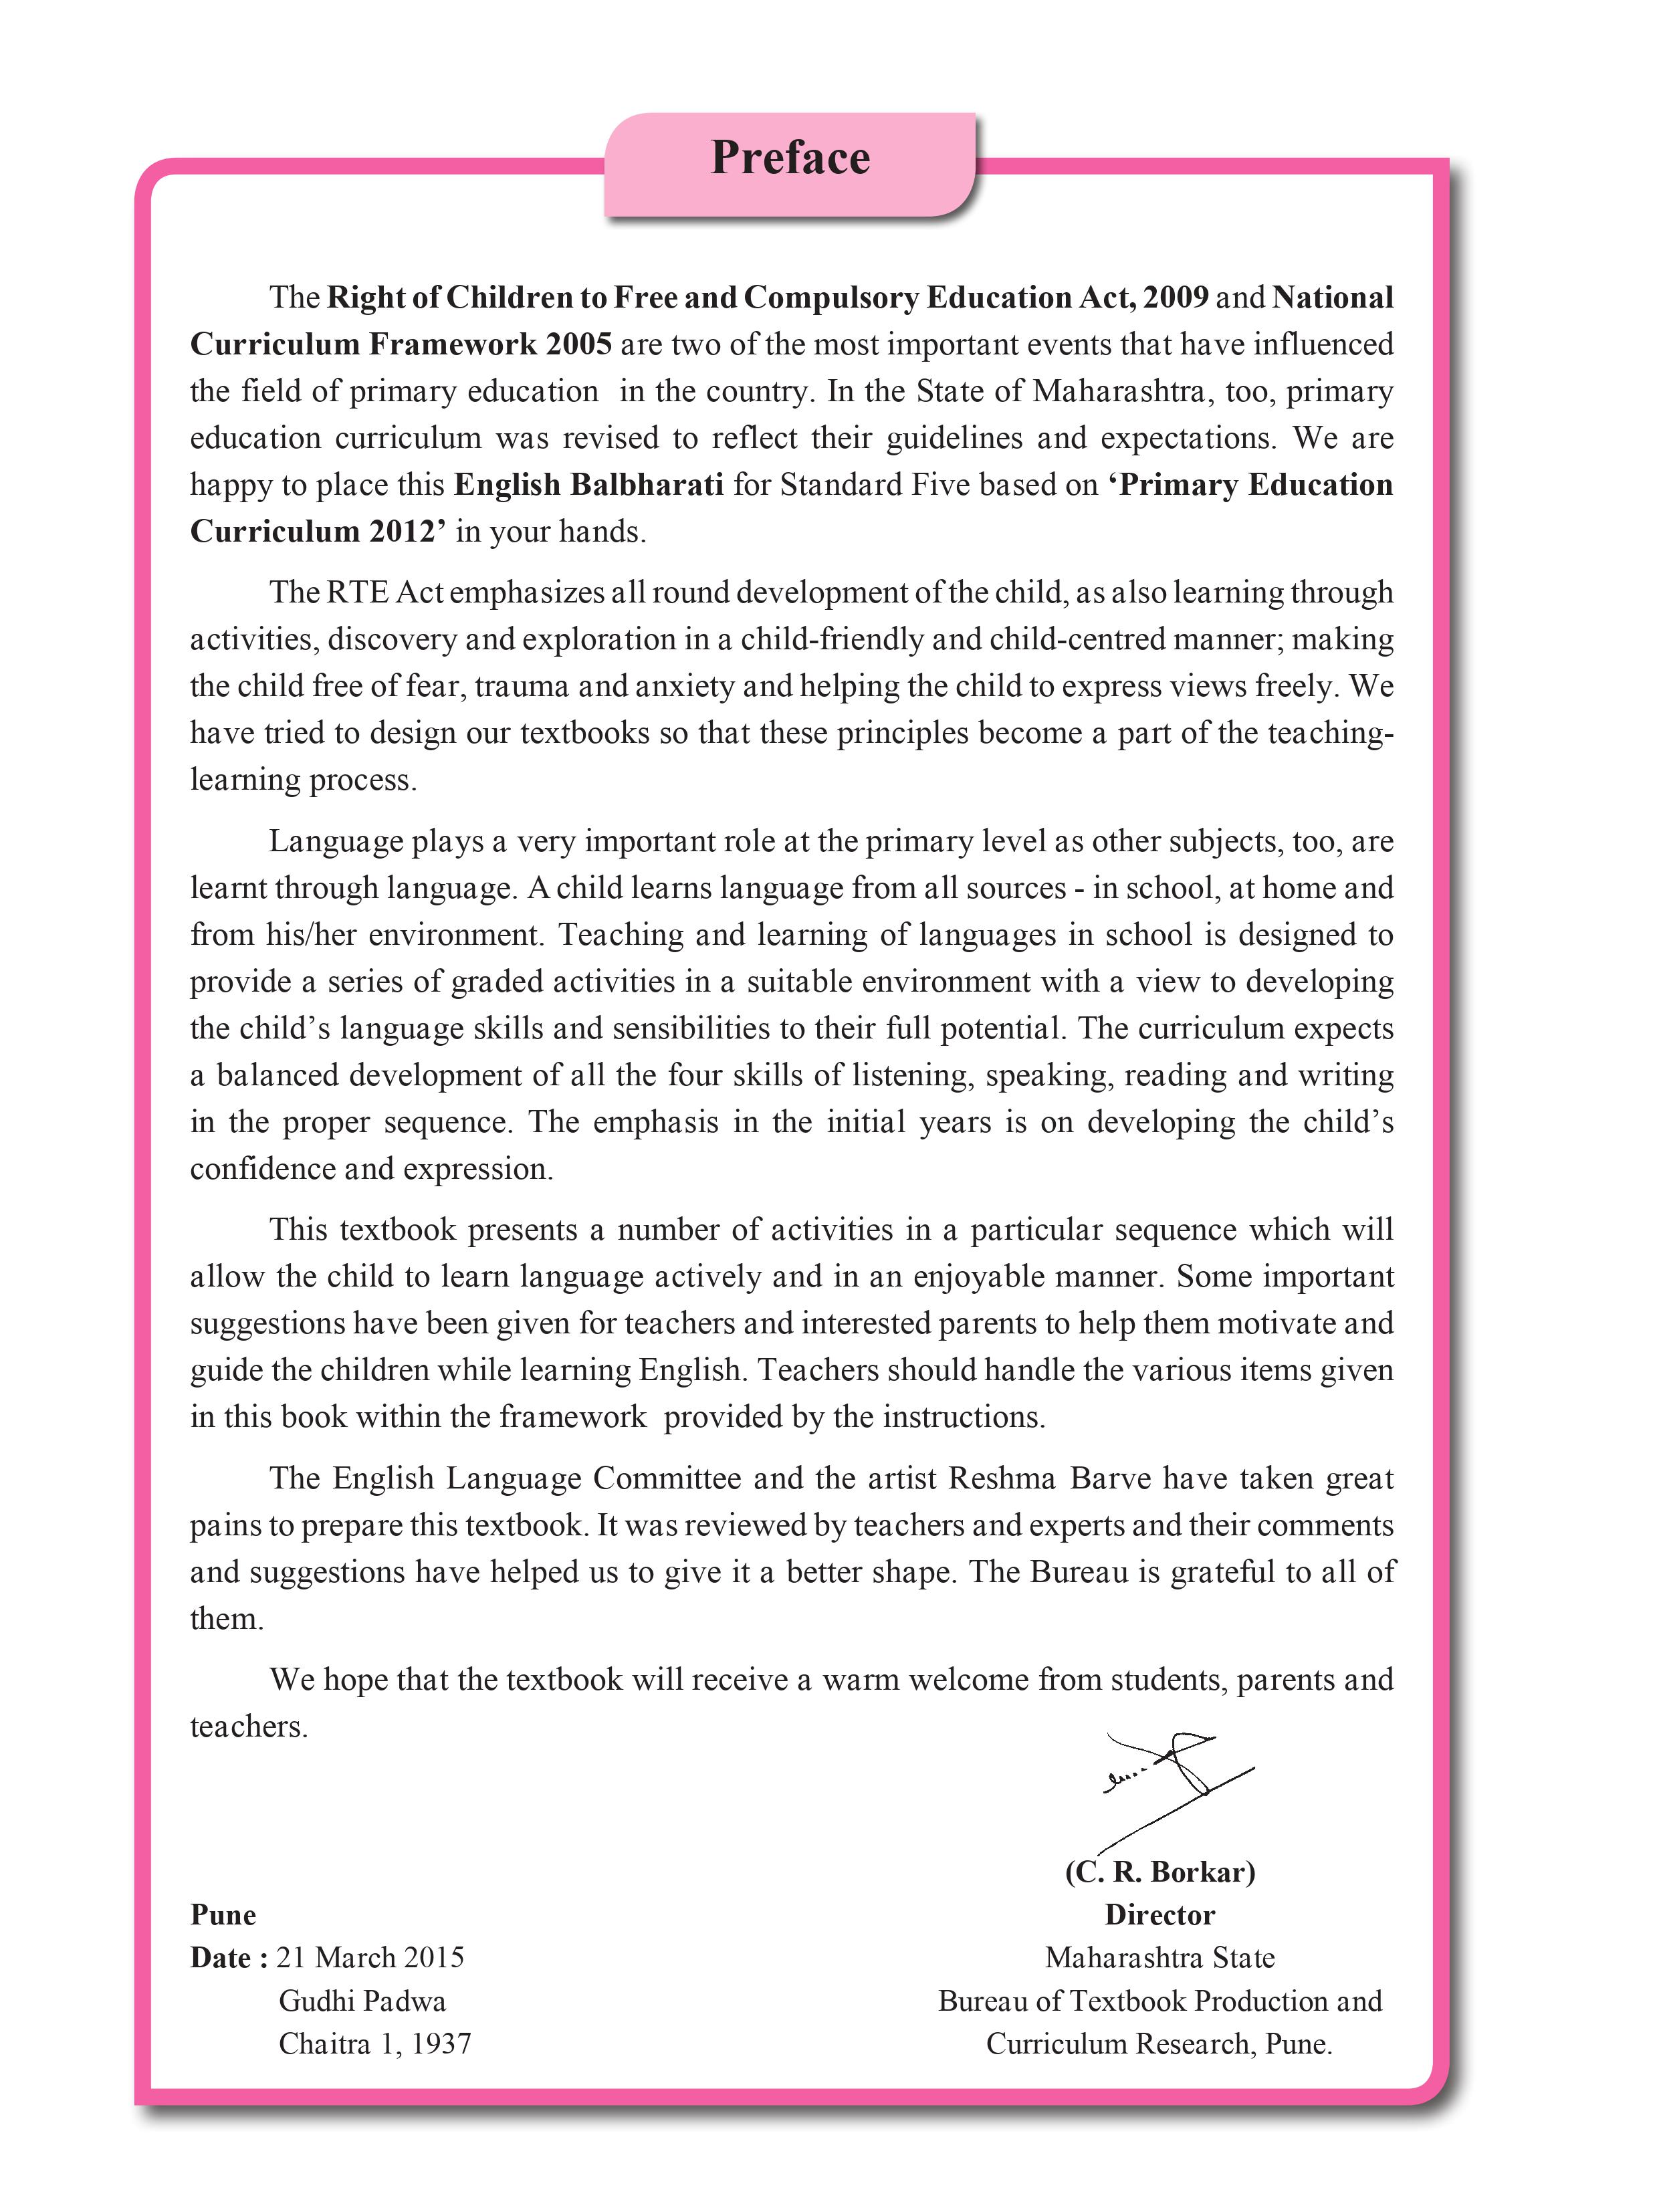 Preface
The Right of Children to Free and Compulsory Education Act, 2009 and National
Curriculum Framework 2005 are two of the most important events that have influenced
the field of primary education in the country. In the State of Maharashtra, too, primary
education curriculum was revised to reflect their guidelines and expectations. We are
happy to place this English Balbharati for Standard Five based on ‘Primary Education
Curriculum 2012’ in your hands.
The RTE Act emphasizes all round development of the child, as also learning through
activities, discovery and exploration in a child-friendly and child-centred manner; making
the child free of fear, trauma and anxiety and helping the child to express views freely. We
have tried to design our textbooks so that these principles become a part of the teaching-
learning process.
Language plays a very important role at the primary level as other subjects, too, are
learnt through language. A child learns language from all sources - in school, at home and
from his/her environment. Teaching and learning of languages in school is designed to
provide a series of graded activities in a suitable environment with a view to developing
the child’s language skills and sensibilities to their full potential. The curriculum expects
a balanced development of all the four skills of listening, speaking, reading and writing
in the proper sequence. The emphasis in the initial years is on developing the child’s
confidence and expression.
This textbook presents a number of activities in a particular sequence which will
allow the child to learn language actively and in an enjoyable manner. Some important
suggestions have been given for teachers and interested parents to help them motivate and
guide the children while learning English. Teachers should handle the various items given
in this book within the framework provided by the instructions.
The English Language Committee and the artist Reshma Barve have taken great
pains to prepare this textbook. It was reviewed by teachers and experts and their comments
and suggestions have helped us to give it a better shape. The Bureau is grateful to all of
them.
We hope that the textbook will receive a warm welcome from students, parents and
teachers.
(C. R. Borkar)
Pune
Director
Date : 21 March 2015
Maharashtra State
Gudhi Padwa
Bureau of Textbook Production and
Chaitra 1, 1937
Curriculum Research, Pune.